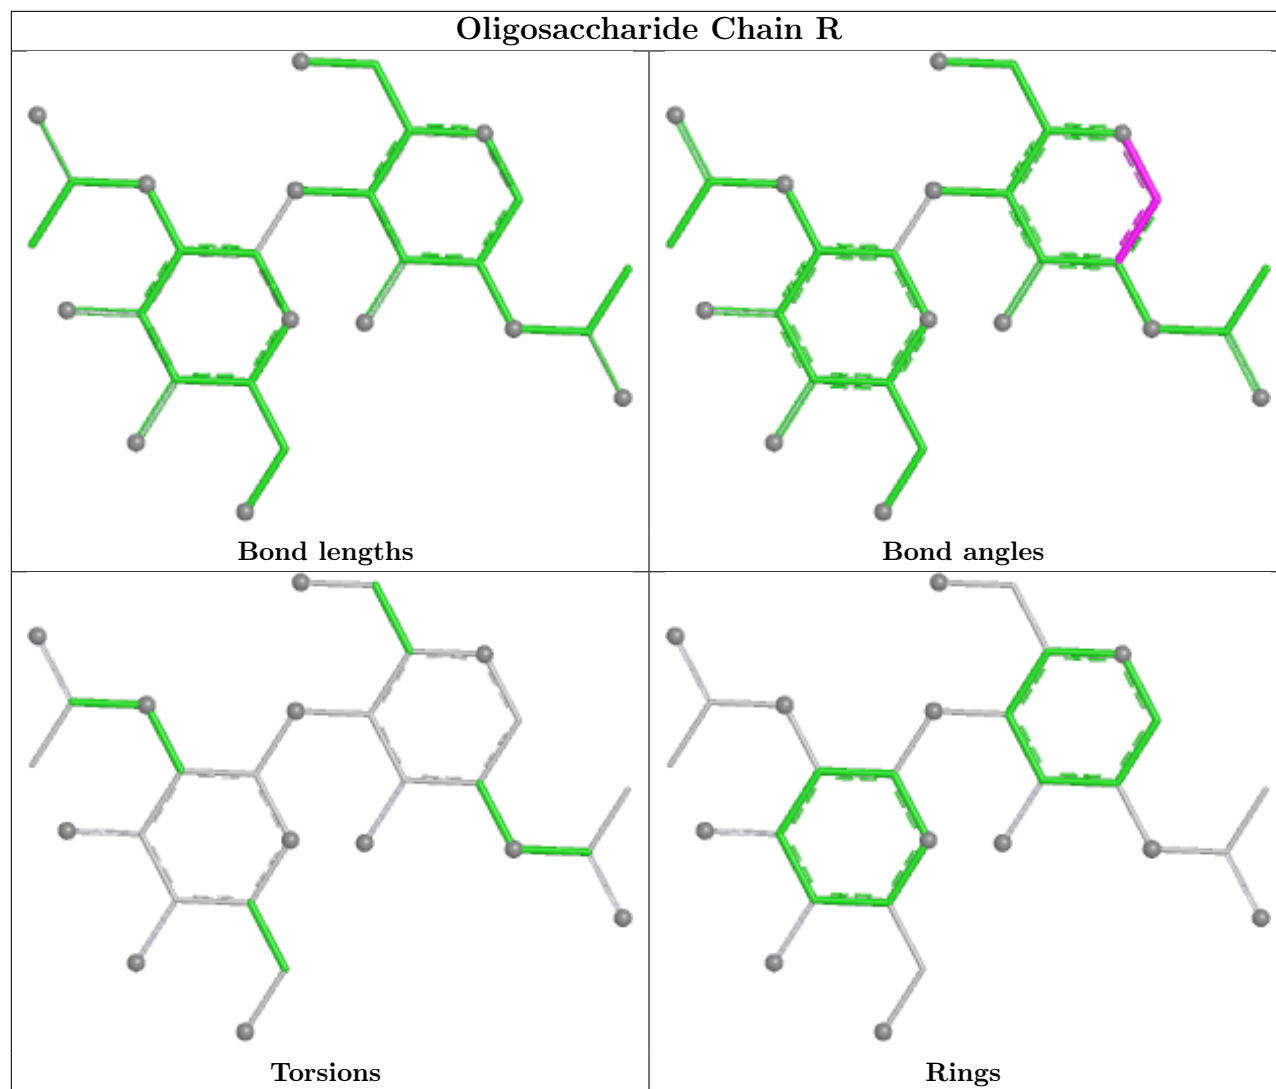 Oligosaccharide Chain R
Bond lengths
Bond angles
Torsions
Rings